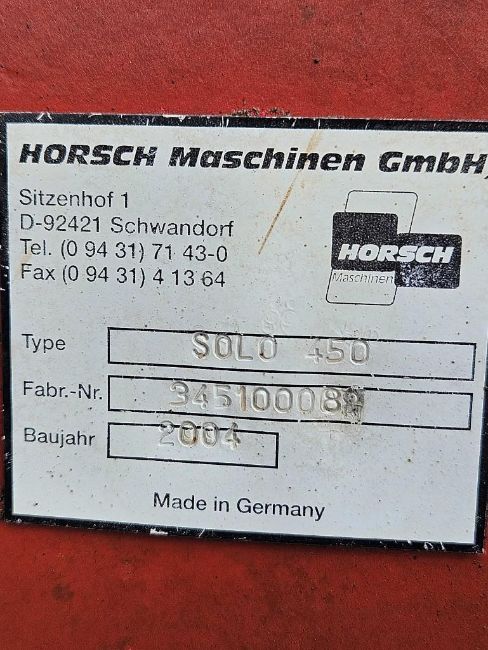 HORSCH Maschinen GmbH
Sitzenhof 1
D-92421 Schwandorf
Tel. (0 94 31) 71 43-0
Fax (0 94 31) 4 13 64
HORSCH
Maschinen
Type SOLO 450
Fabr.-Nr.
Baujahr 2004
Made in Germany